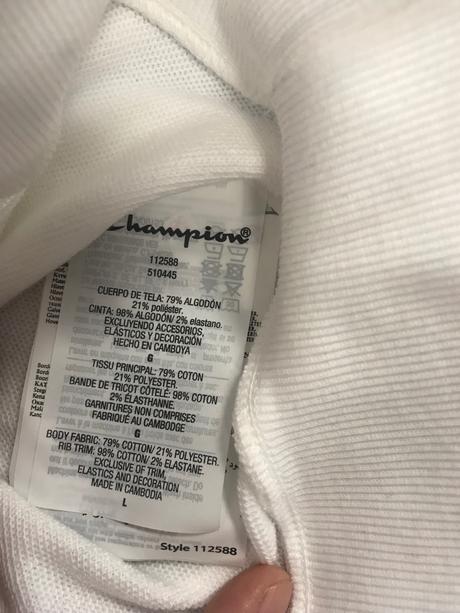 Champion®
112588
510445
CUERPO DE TELA: 79% ALGODÓN
21% poliéster.
CINTA: 98% ALGODÓN/ 2% elastano.
EXCLUYENDO ACCESORIOS,
ELÁSTICOS Y DECORACIÓN
HECHO EN CAMBOYA
G
TISSU PRINCIPAL: 79% COTON
21% POLYESTER.
BANDE DE TRICOT CÔTELÉ: 98% COTON
2% ÉLASTHANNE.
GARNITURES NON COMPRISES
FABRIQUÉ AU CAMBODGE
G
BODY FABRIC: 79% COTTON/ 21% POLYESTER.
RIB TRIM: 98% COTTON/ 2% ELASTANE.
EXCLUSIVE OF TRIM,
ELASTICS AND DECORATION
MADE IN CAMBODIA
L
Style 112588